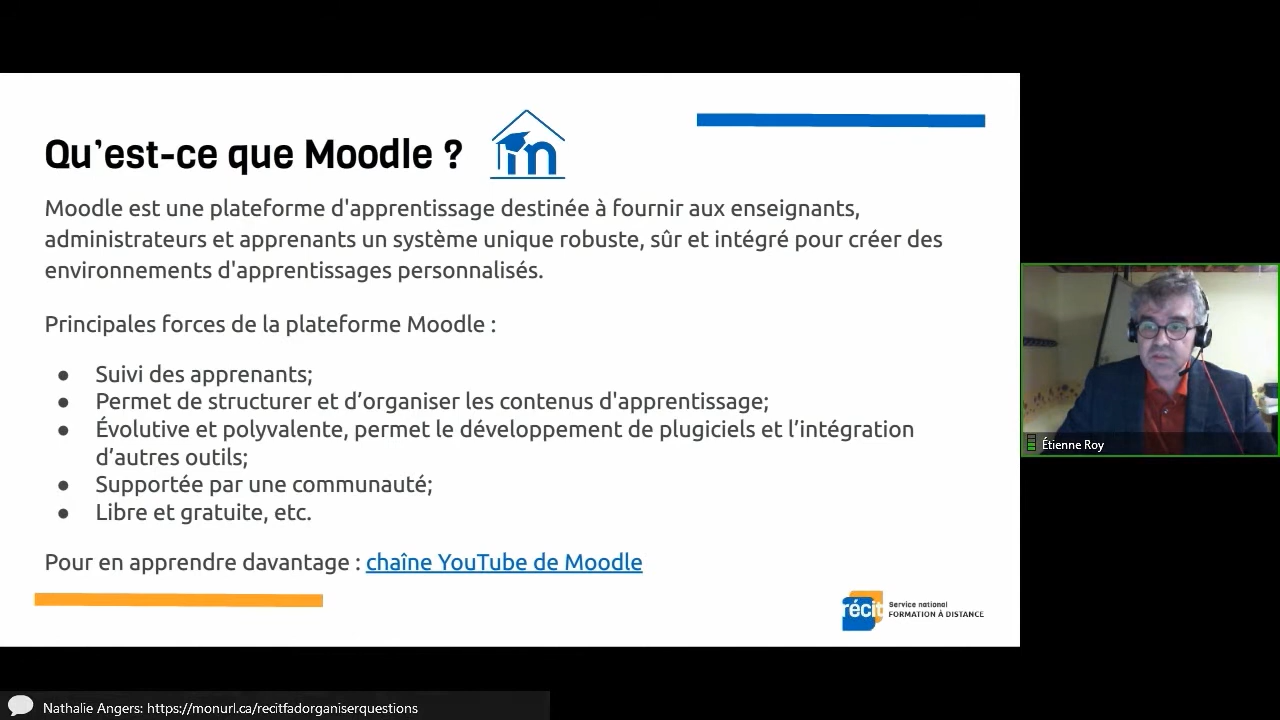 Qu'est-ce que Moodle ?
Moodle est une plateforme d'apprentissage destinée à fournir aux enseignants,
administrateurs et apprenants un système unique robuste, sûr et intégré pour créer des
environnements d'apprentissages personnalisés.
Principales forces de la plateforme Moodle :
● Suivi des apprenants;
● Permet de structurer et d’organiser les contenus d'apprentissage;
● Évolutive et polyvalente, permet le développement de plugiciels et l’intégration
d’autres outils;
● Supportée par une communauté;
● Libre et gratuite, etc.
Pour en apprendre davantage : chaîne YouTube de Moodle
récit
Service national
FORMATION À DISTANCE
Étienne Roy
Nathalie Angers: https://monurl.ca/recitfadorganiserquestions